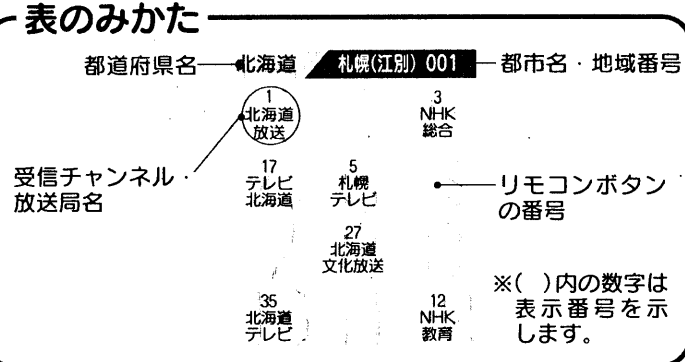 表のみかた
都道府県名
北海道
札幌(江別) 001
都市名・地域番号
1
北海道
放送
3
NHK
総合
受信チャンネル・
放送局名
17
テレビ
北海道
5
札幌
テレビ
リモコンボタン
の番号
27
北海道
文化放送
35
北海道
テレビ
12
NHK
教育
※( )内の数字は
表示番号を示
します。